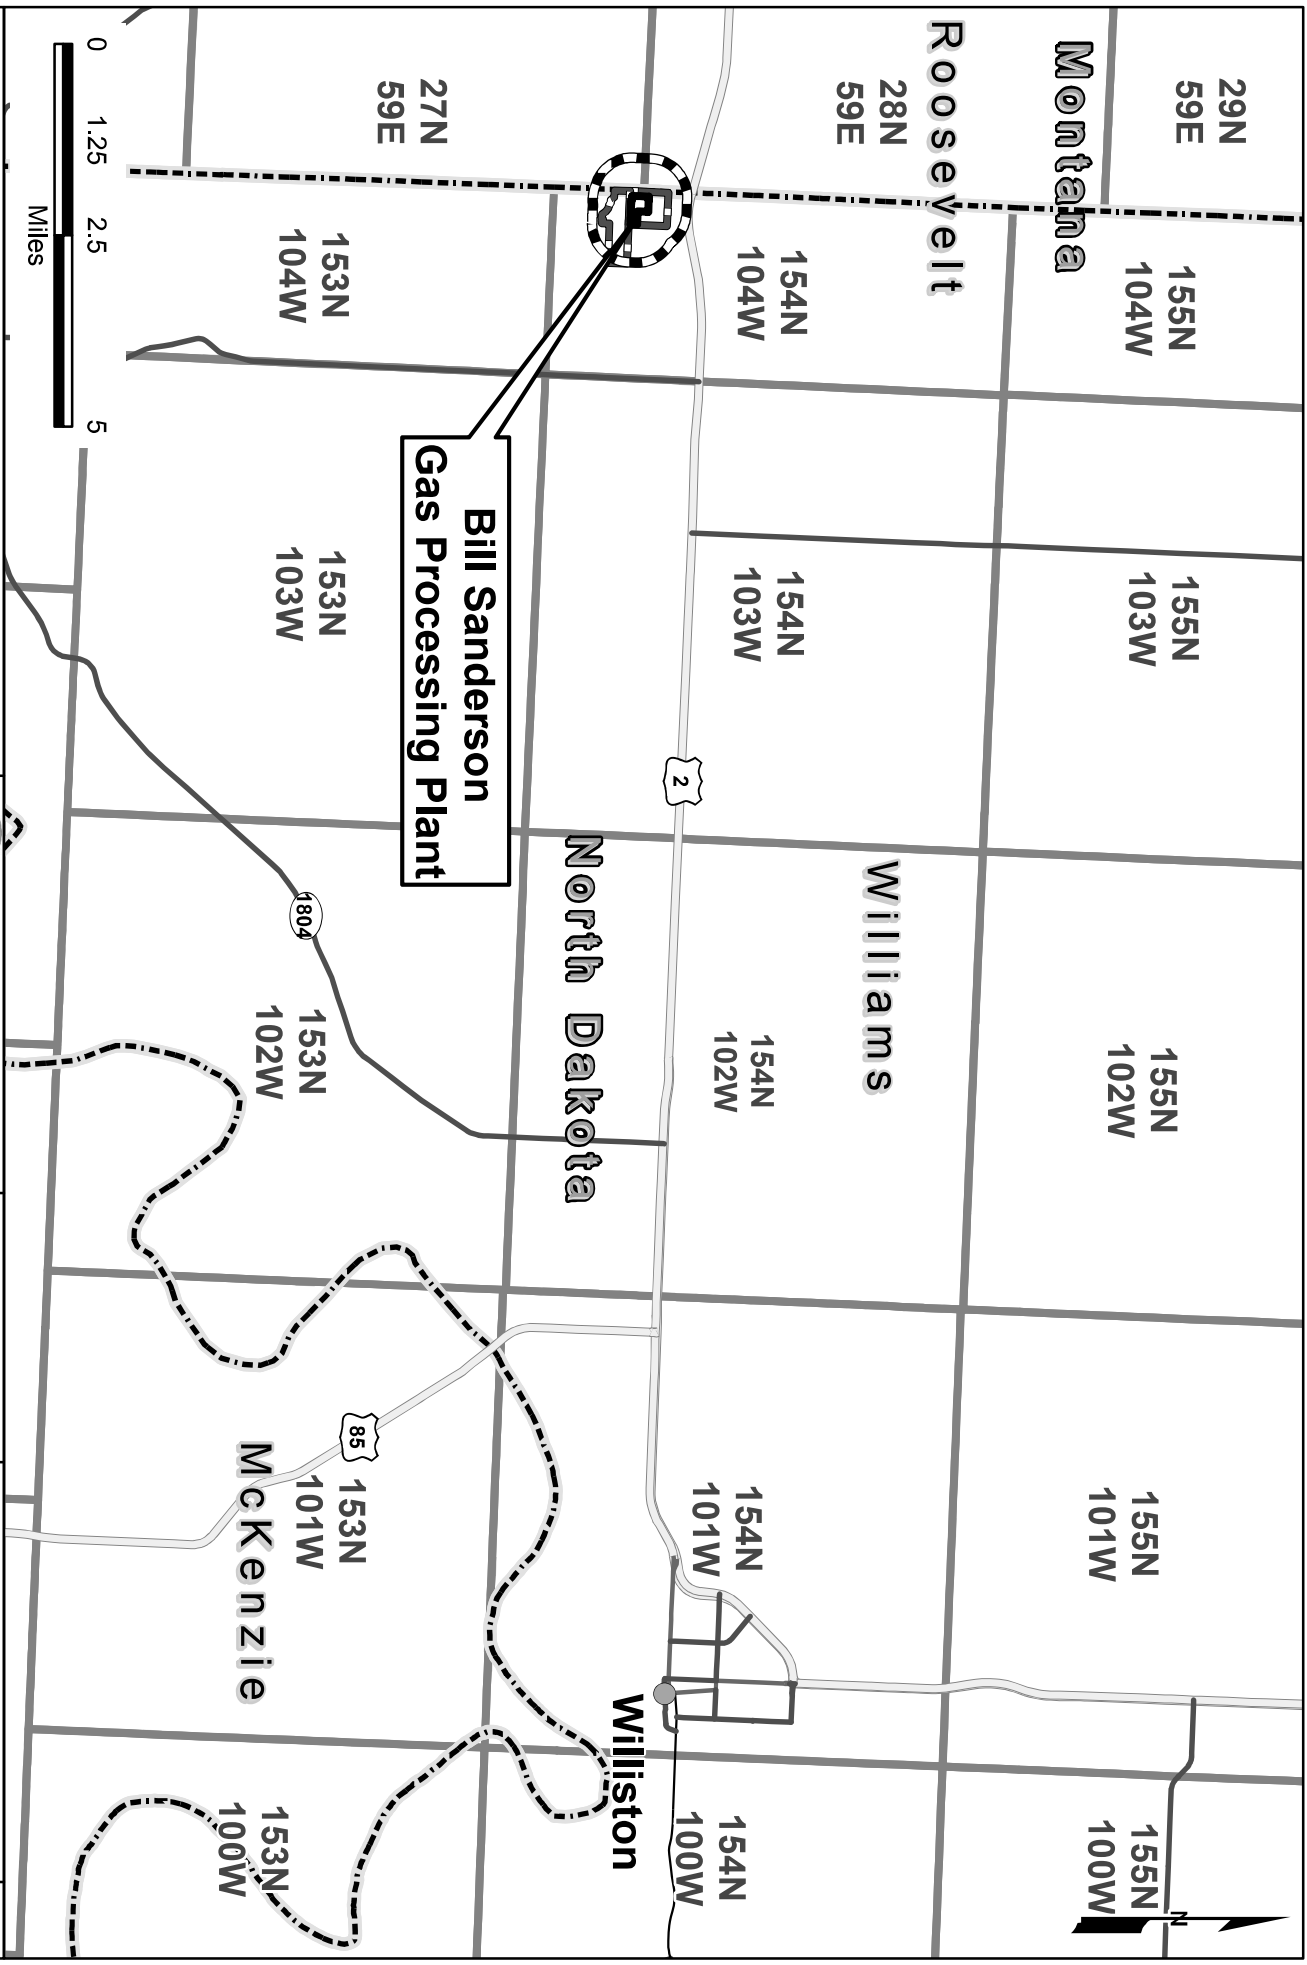 Montana
Roosevelt
29N
59E
28N
59E
27N
59E
155N
104W
155N
103W
155N
102W
155N
101W
155N
100W
N
154N
104W
154N
103W
154N
102W
154N
101W
154N
100W
Williams
2
North Dakota
Williston
Bill Sanderson
Gas Processing Plant
153N
104W
153N
103W
153N
102W
153N
101W
153N
100W
1804
85
McKenzie
0 1.25 2.5 5
Miles